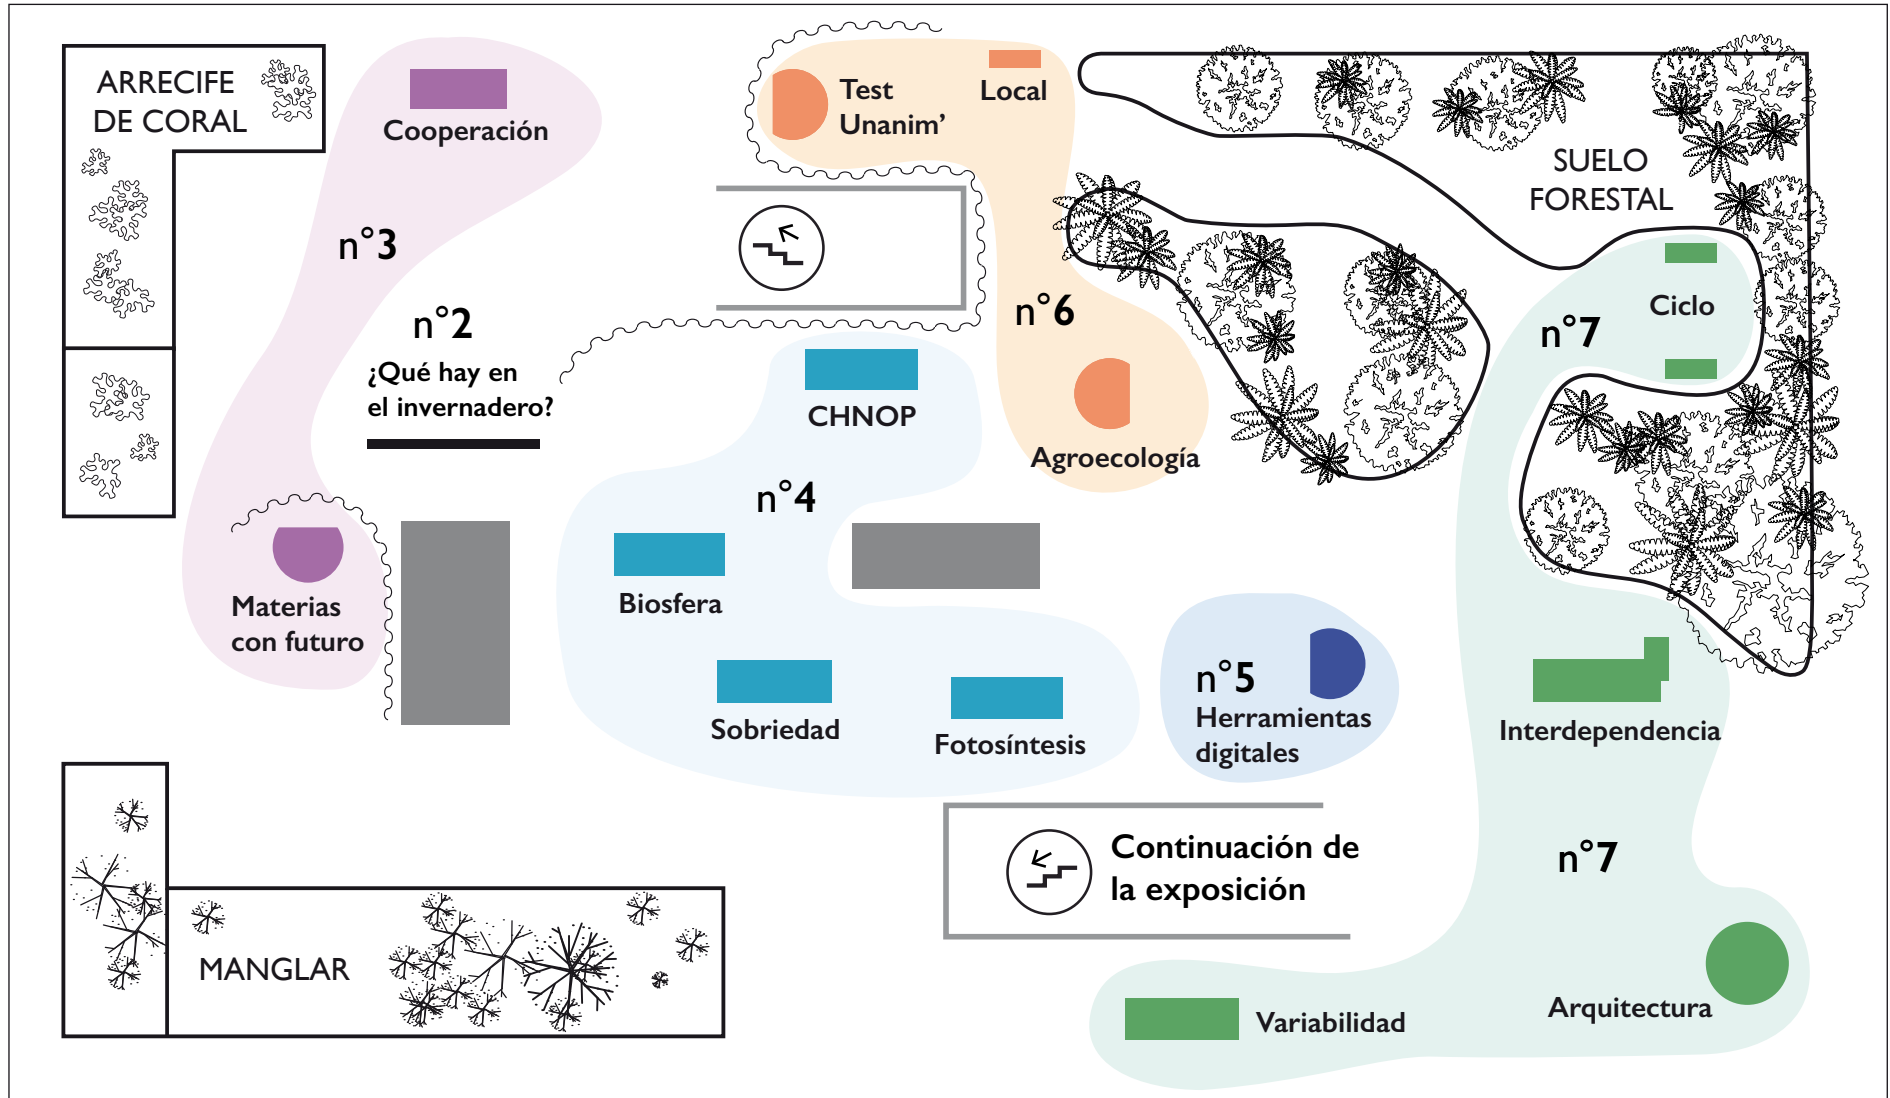 ARRECIFE
DE CORAL
Cooperación
n°3
n°2
¿Qué hay en
el invernadero?
Materias
con futuro
Test
Unanim’
Local
n°6
Agroecología
SUELO
FORESTAL
n°7
Ciclo
CHNOP
n°4
Biosfera
Sobriedad
Fotosíntesis
n°5
Herramientas
digitales
Interdependencia
Continuación de
la exposición
n°7
MANGLAR
Variabilidad
Arquitectura